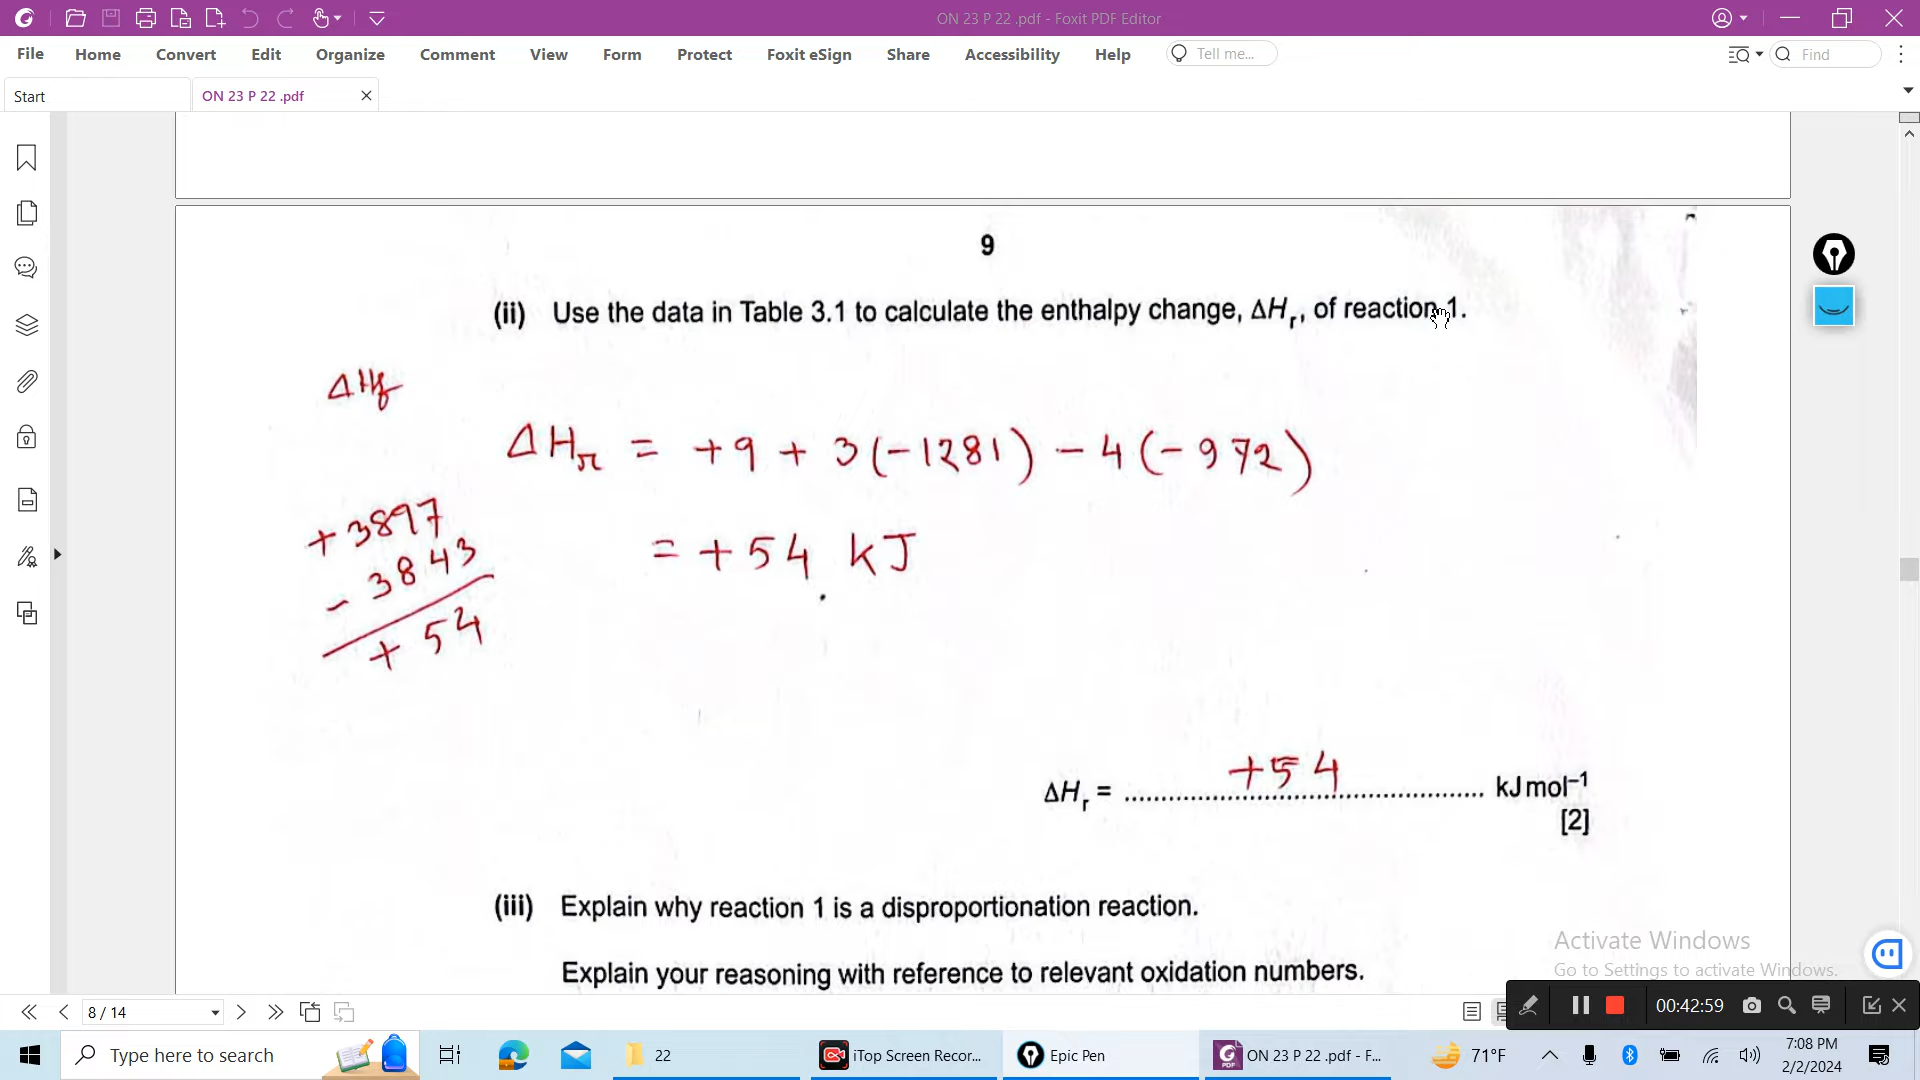 ON 23 P 22 .pdf - Foxit PDF Editor
File Home Convert Edit Organize Comment View Form Protect Foxit eSign Share Accessibility Help Tell me... Find
Start ON 23 P 22 .pdf
9
(ii) Use the data in Table 3.1 to calculate the enthalpy change, ΔHr, of reaction 1.
ΔHf
ΔHr = +9 + 3(-1281) - 4(-972)
+3897
= +54 kJ
- 3843
+ 54
+54
ΔHr = ........................................................ kJ mol⁻¹
[2]
(iii) Explain why reaction 1 is a disproportionation reaction.
Explain your reasoning with reference to relevant oxidation numbers.
Activate Windows
Go to Settings to activate Windows.
8 / 14
00:42:59
Type here to search
22
iTop Screen Recor...
Epic Pen
ON 23 P 22 .pdf - F...
71°F
7:08 PM
2/2/2024